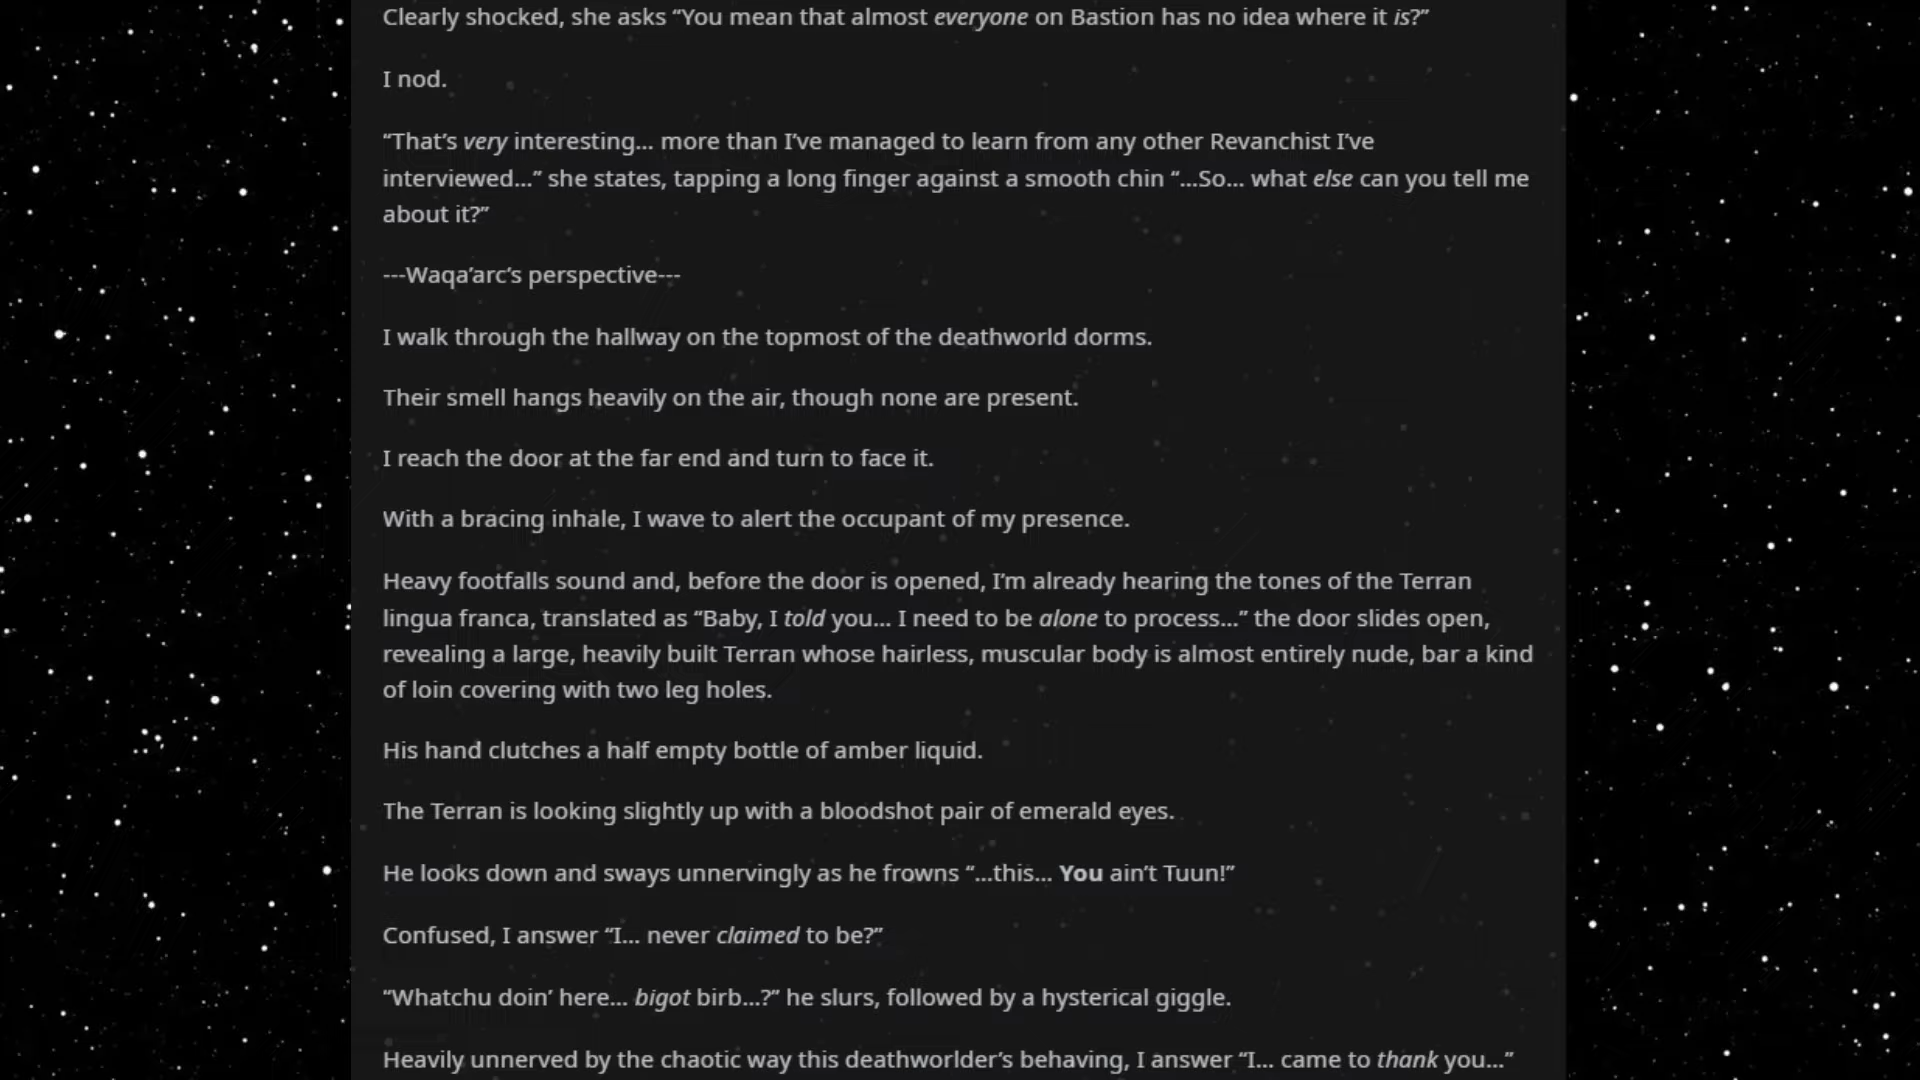 Clearly shocked, she asks “You mean that almost everyone on Bastion has no idea where it is?”
I nod.
“That’s very interesting... more than I’ve managed to learn from any other Revanchist I’ve
interviewed...” she states, tapping a long finger against a smooth chin “...So... what else can you tell me
about it?”
---Waqa’arc’s perspective---
I walk through the hallway on the topmost of the deathworld dorms.
Their smell hangs heavily on the air, though none are present.
I reach the door at the far end and turn to face it.
With a bracing inhale, I wave to alert the occupant of my presence.
Heavy footfalls sound and, before the door is opened, I’m already hearing the tones of the Terran
lingua franca, translated as “Baby, I told you... I need to be alone to process...” the door slides open,
revealing a large, heavily built Terran whose hairless, muscular body is almost entirely nude, bar a kind
of loin covering with two leg holes.
His hand clutches a half empty bottle of amber liquid.
The Terran is looking slightly up with a bloodshot pair of emerald eyes.
He looks down and sways unnervingly as he frowns “...this... You ain’t Tuun!”
Confused, I answer “I... never claimed to be?”
“Whatchu doin’ here... bigot birb...?” he slurs, followed by a hysterical giggle.
Heavily unnerved by the chaotic way this deathworlder’s behaving, I answer “I... came to thank you...”